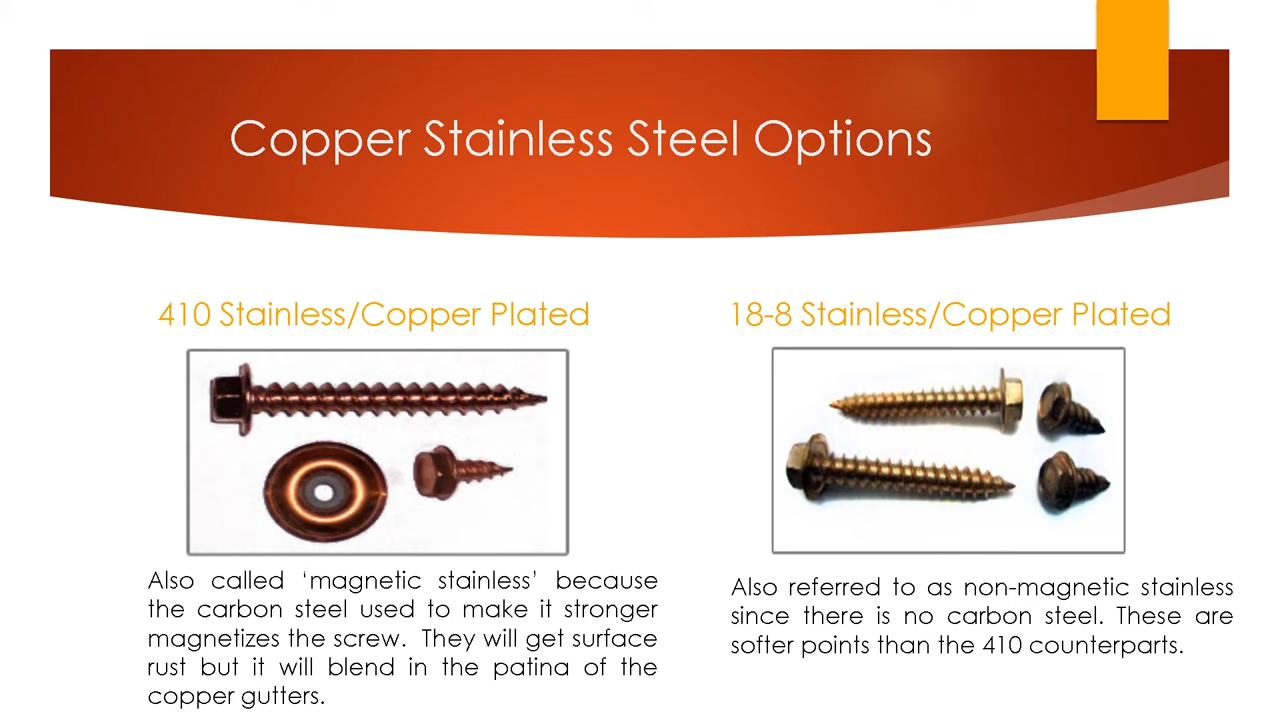 Copper Stainless Steel Options
410 Stainless/Copper Plated
Also called ‘magnetic stainless’ because
the carbon steel used to make it stronger
magnetizes the screw.  They will get surface
rust but it will blend in the patina of the
copper gutters.
18-8 Stainless/Copper Plated
Also referred to as non-magnetic stainless
since there is no carbon steel. These are
softer points than the 410 counterparts.